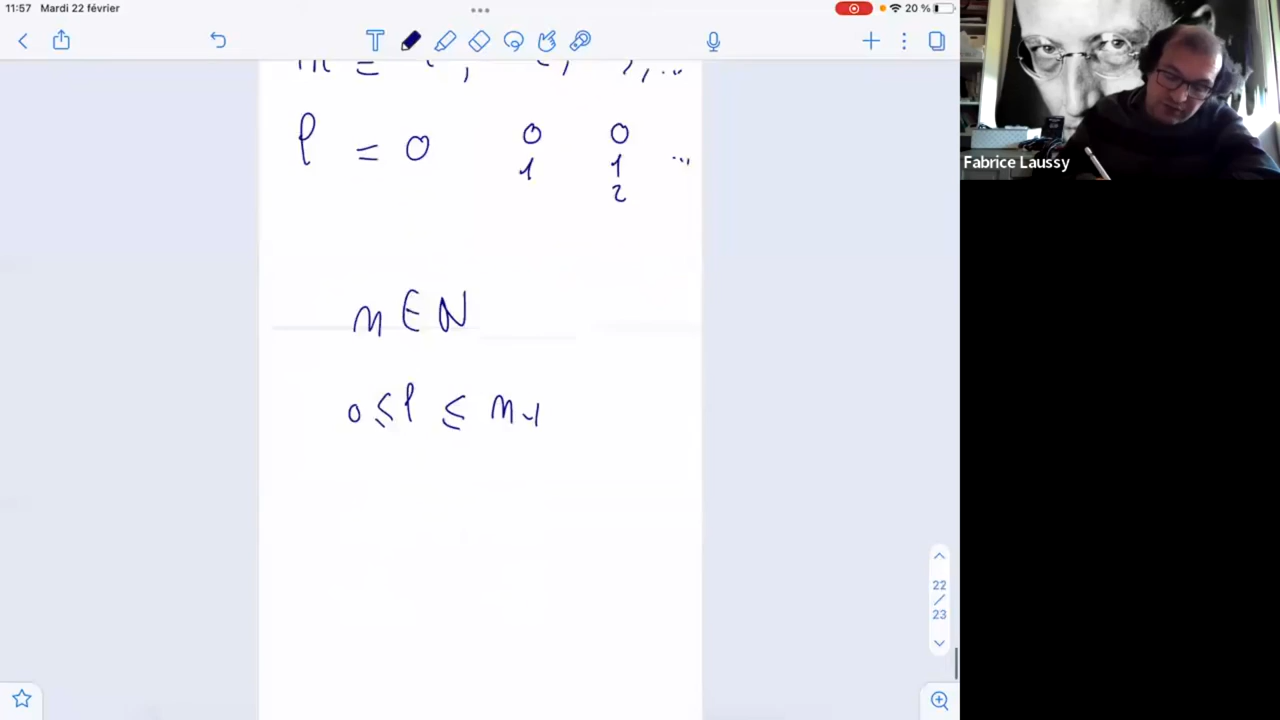 11:57 Mardi 22 février
20 %
T
l = 0 0 0
1 1 ...
2
n ∈ N
0 ≤ l ≤ n-1
22
/
23
Fabrice Laussy